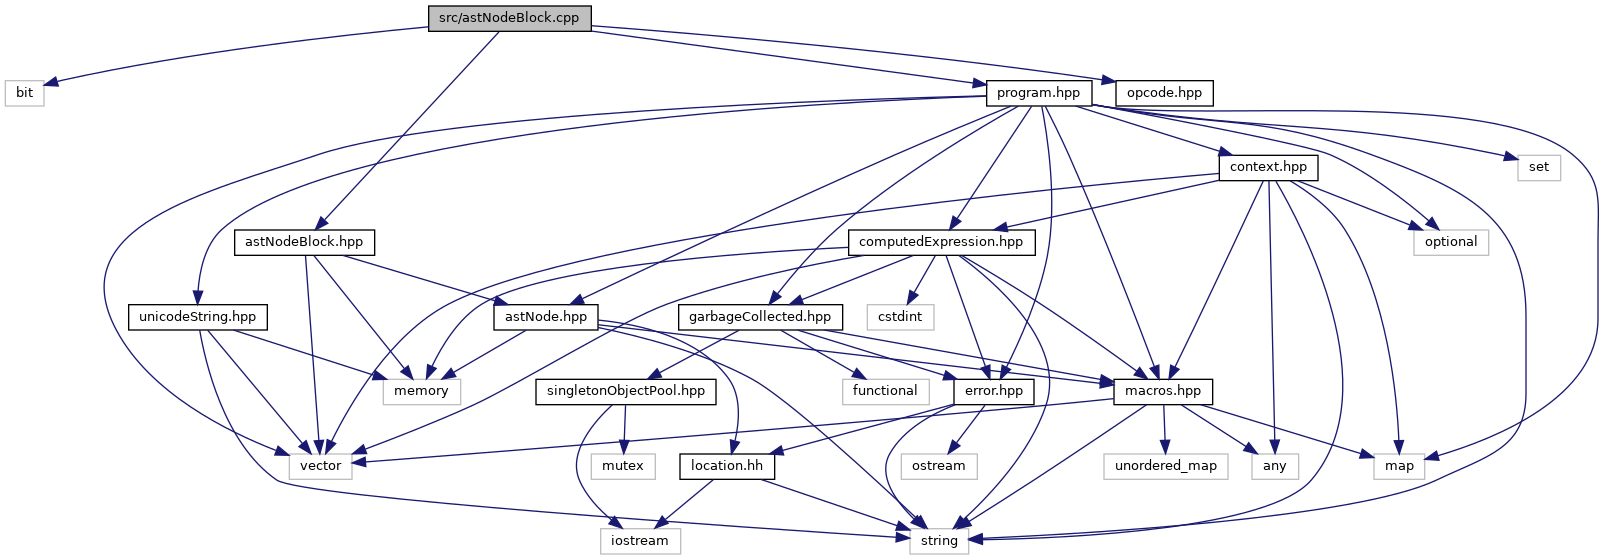 src/astNodeBlock.cpp
bit
program.hpp
opcode.hpp
context.hpp
set
astNodeBlock.hpp
computedExpression.hpp
optional
unicodeString.hpp
astNode.hpp
garbageCollected.hpp
cstdint
memory
singletonObjectPool.hpp
functional
error.hpp
macros.hpp
vector
mutex
location.hh
ostream
unordered_map
any
map
iostream
string